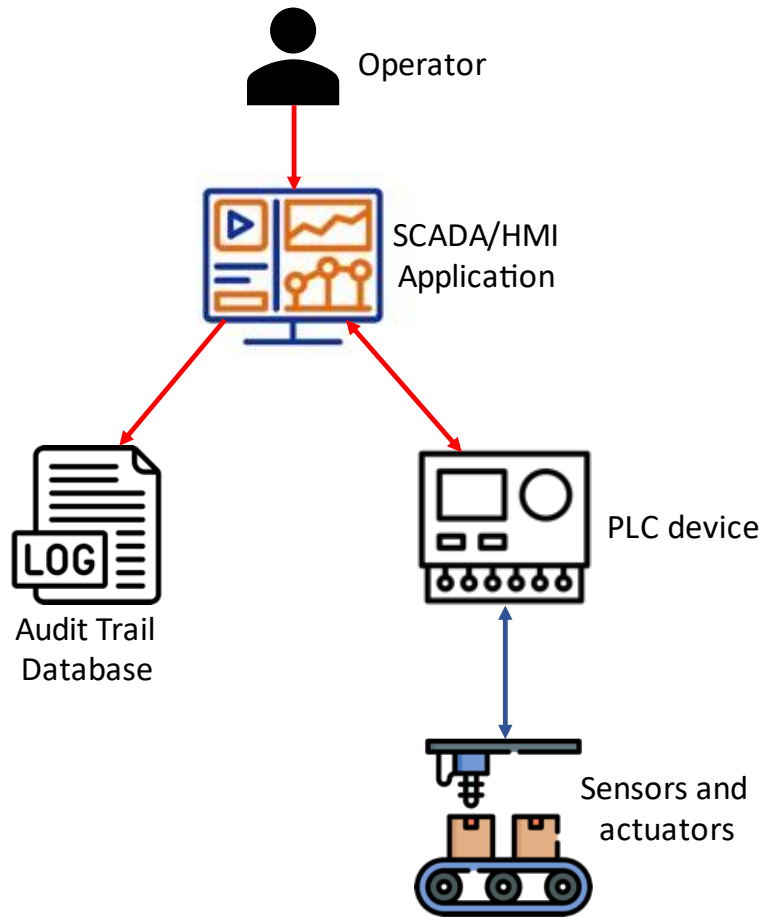 Operator
SCADA/HMI
Application
LOG
Audit Trail
Database
PLC device
Sensors and
actuators